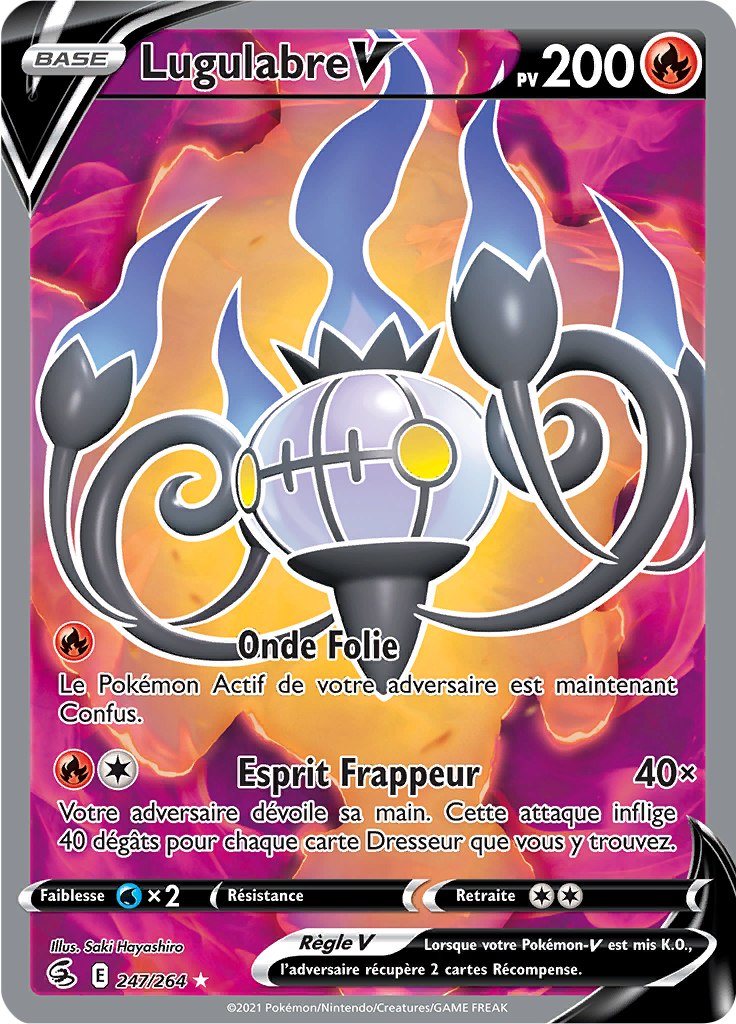 BASE
Lugulabre V
PV 200
Onde Folie
Le Pokémon Actif de votre adversaire est maintenant
Confus.
Esprit Frappeur 40×
Votre adversaire dévoile sa main. Cette attaque inflige
40 dégâts pour chaque carte Dresseur que vous y trouvez.
Faiblesse ×2 Résistance Retraite
Illus. Saki Hayashiro
Règle V Lorsque votre Pokémon-V est mis K.O.,
l'adversaire récupère 2 cartes Récompense.
E 247/264 ★
©2021 Pokémon/Nintendo/Creatures/GAME FREAK